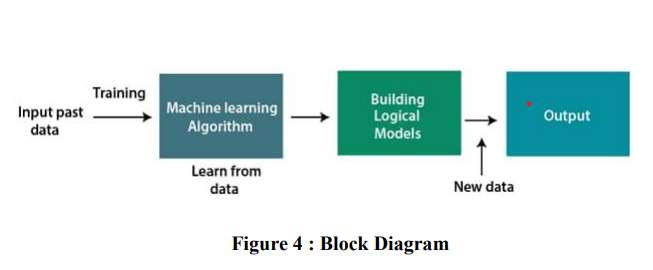 Training
Input past
data
Machine learning
Algorithm
Learn from
data
Building
Logical
Models
New data
Output
Figure 4 : Block Diagram